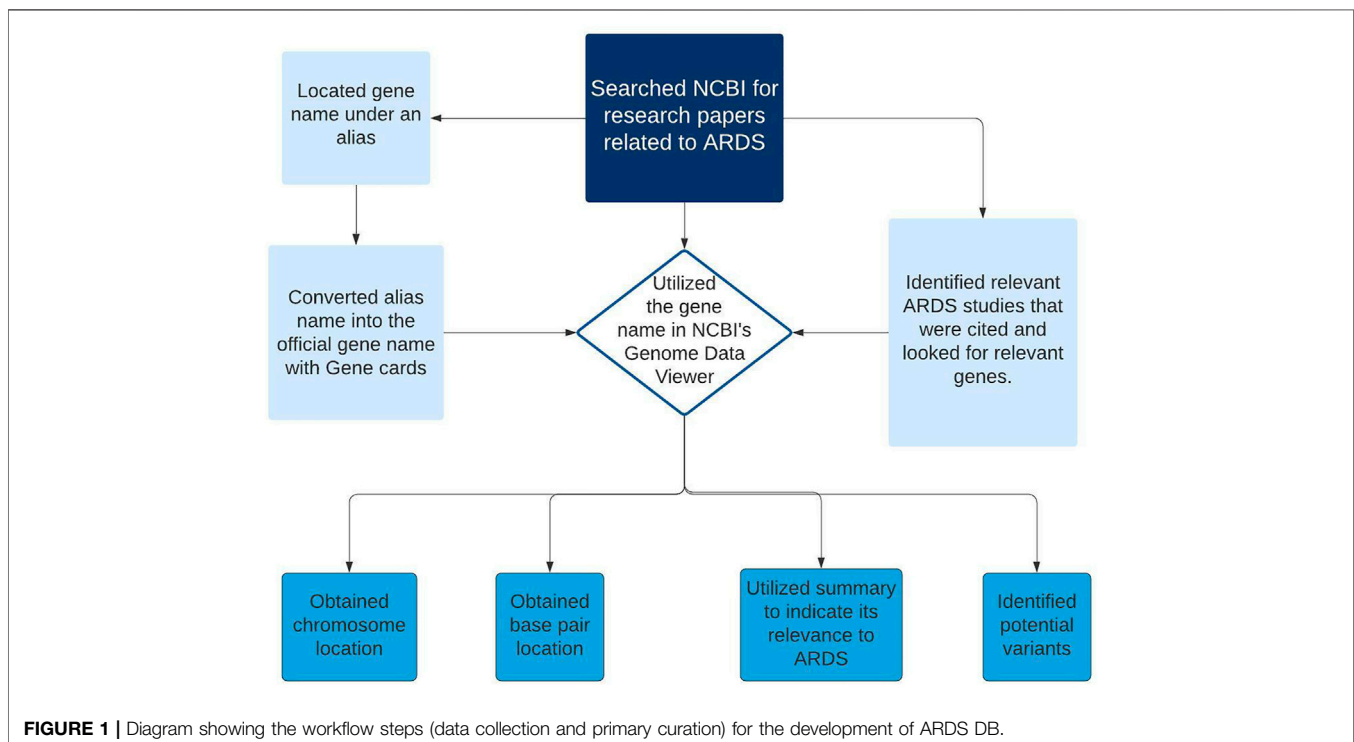 Located gene
name under an
alias
Searched NCBI for
research papers
related to ARDS
Converted alias
name into the
official gene name
with Gene cards
Utilized
the gene
name in NCBI's
Genome Data
Viewer
Identified relevant
ARDS studies that
were cited and
looked for relevant
genes.
Obtained
chromosome
location
Obtained
base pair
location
Utilized summary
to indicate its
relevance to
ARDS
Identified
potential
variants
FIGURE 1 | Diagram showing the workflow steps (data collection and primary curation) for the development of ARDS DB.